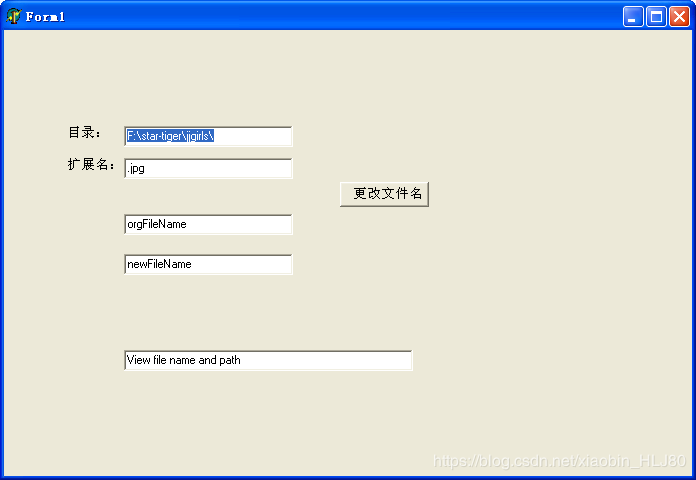 Form1
目录：
F:\star-tiger\jjgirls\
扩展名：
.jpg
更改文件名
orgFileName
newFileName
View file name and path
https://blog.csdn.net/xiaobin_HLJ80